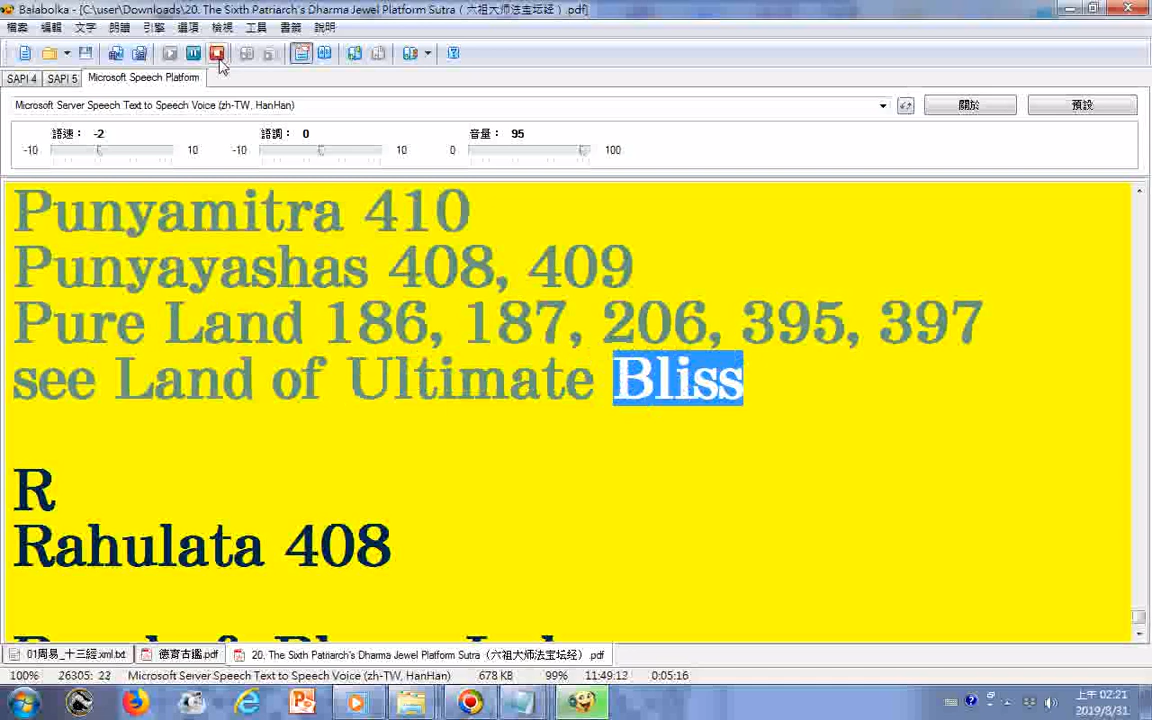 Balabolka - [C:\user\Downloads\20. The Sixth Patriarch's Dharma Jewel Platform Sutra（六祖大师法宝坛经）.pdf]
檔案 編輯 文字 朗讀 引擎 選項 檢視 工具 書籤 說明
SAPI 4 SAPI 5 Microsoft Speech Platform
Microsoft Server Speech Text to Speech Voice (zh-TW, HanHan) 關於 預設
語速： -2 語調： 0 音量： 95
-10 10 -10 10 0 100
Punyamitra 410
Punyayashas 408, 409
Pure Land 186, 187, 206, 395, 397
see Land of Ultimate Bliss
R
Rahulata 408
01周易_十三經.xml.txt 德育古鑑.pdf 20. The Sixth Patriarch's Dharma Jewel Platform Sutra（六祖大师法宝坛经）.pdf
100% 26305: 22 Microsoft Server Speech Text to Speech Voice (zh-TW, HanHan) 678 KB 99% 11:49:12 0:05:16
上午 02:21
2019/8/31